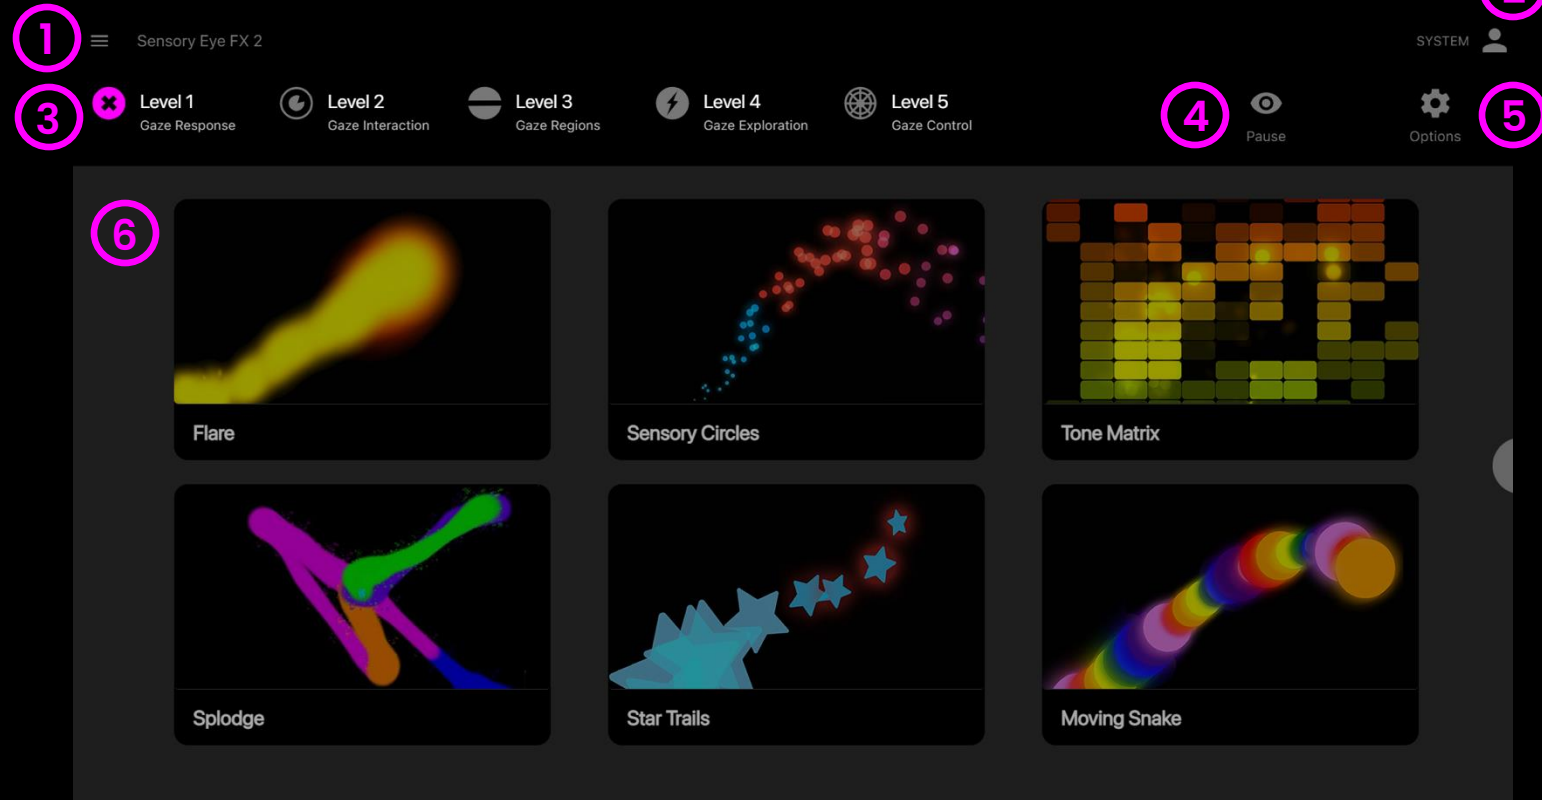 1
Sensory Eye FX 2
SYSTEM
2
3
Level 1
Gaze Response
Level 2
Gaze Interaction
Level 3
Gaze Regions
Level 4
Gaze Exploration
Level 5
Gaze Control
4
Pause
Options
5
6
Flare
Sensory Circles
Tone Matrix
Splodge
Star Trails
Moving Snake